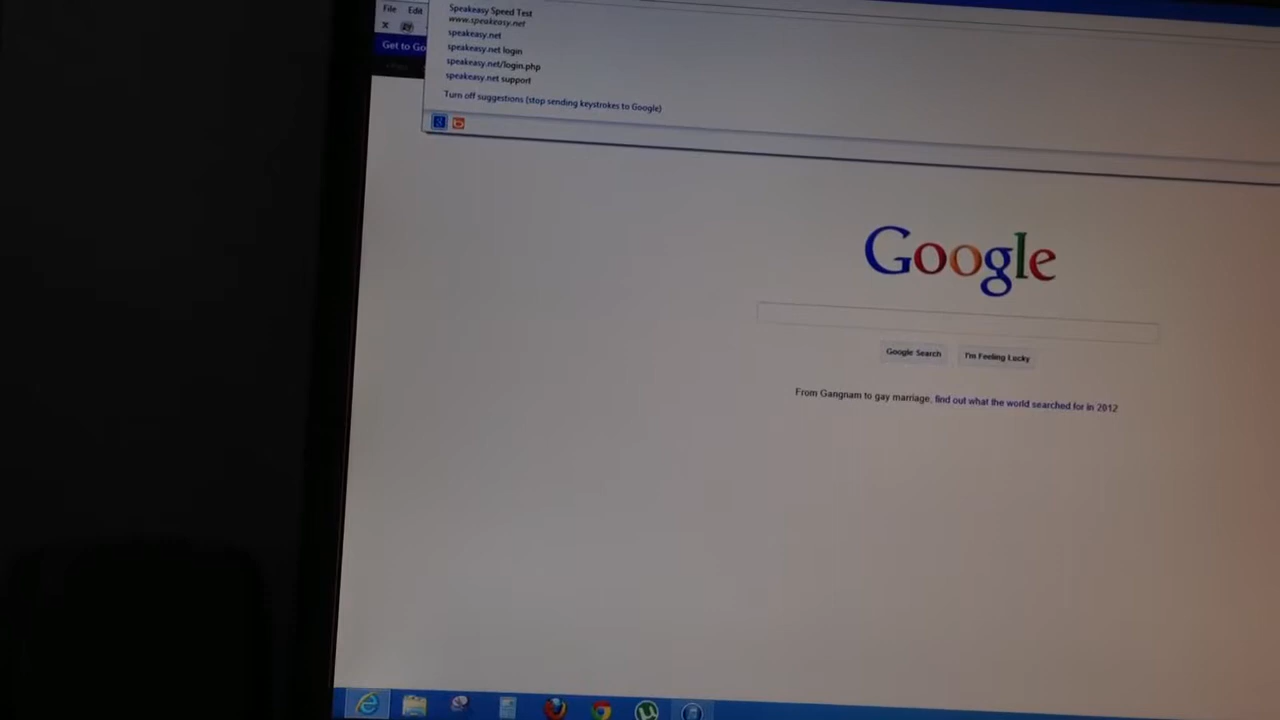 File Edit
Speakeasy Speed Test
www.speakeasy.net
speakeasy.net
X
Get to Go
speakeasy.net login
speakeasy.net/login.php
speakeasy.net support
Turn off suggestions (stop sending keystrokes to Google)
Google
Google Search
I'm Feeling Lucky
From Gangnam to gay marriage, find out what the world searched for in 2012